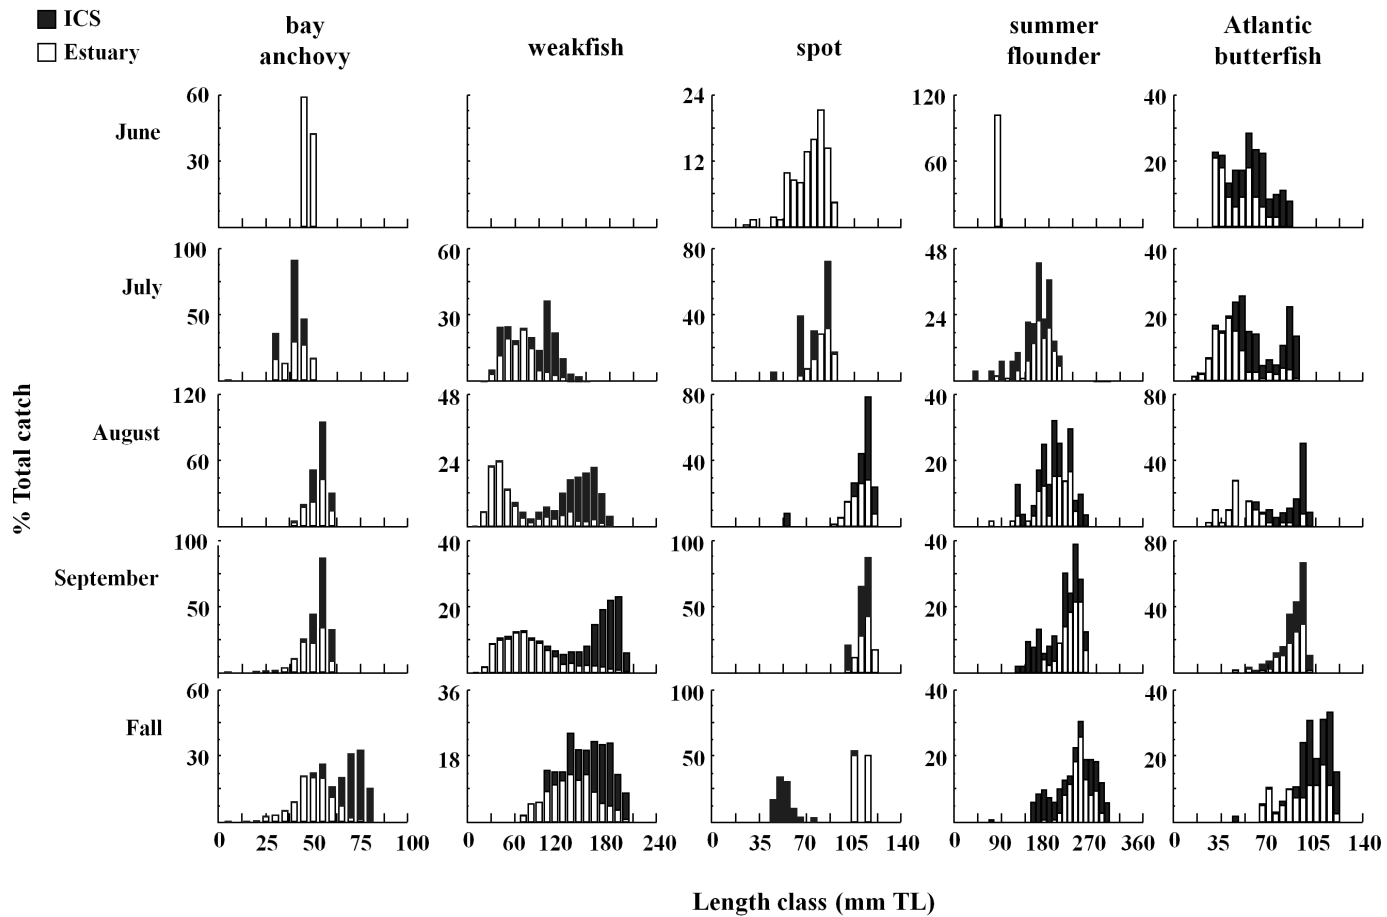 ICS
Estuary
bay
anchovy
weakfish
spot
summer
flounder
Atlantic
butterfish
June
60
30
24
12
120
60
40
20
July
100
50
60
30
80
40
48
24
40
20
August
120
60
48
24
80
40
40
20
80
40
September
100
50
40
20
100
50
40
20
80
40
Fall
60
30
36
18
100
50
40
20
40
20
0 25 50 75 100
0 60 120 180 240
0 35 70 105 140
0 90 180 270 360
0 35 70 105 140
% Total catch
Length class (mm TL)